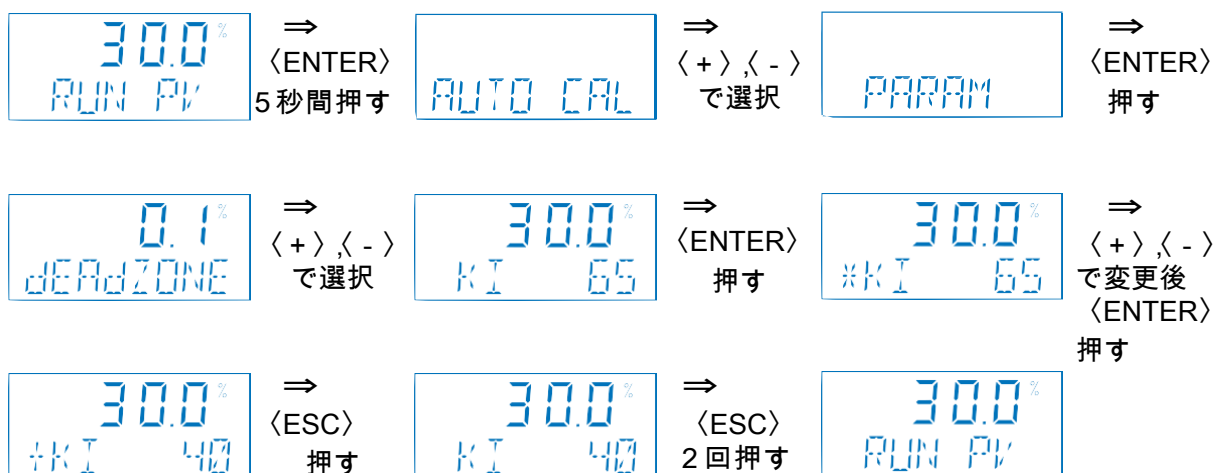 30.0%
RUN PV
⇒
〈ENTER〉
5秒間押す
AUTO CAL
⇒
〈 + 〉,〈 - 〉
で選択
PARAM
⇒
〈ENTER〉
押す
0.1%
dEAdZONE
⇒
〈 + 〉,〈 - 〉
で選択
30.0%
KI 65
⇒
〈ENTER〉
押す
30.0%
*KI 65
⇒
〈 + 〉,〈 - 〉
で変更後
〈ENTER〉
押す
30.0%
+KI 40
⇒
〈ESC〉
押す
30.0%
KI 40
⇒
〈ESC〉
2回押す
30.0%
RUN PV